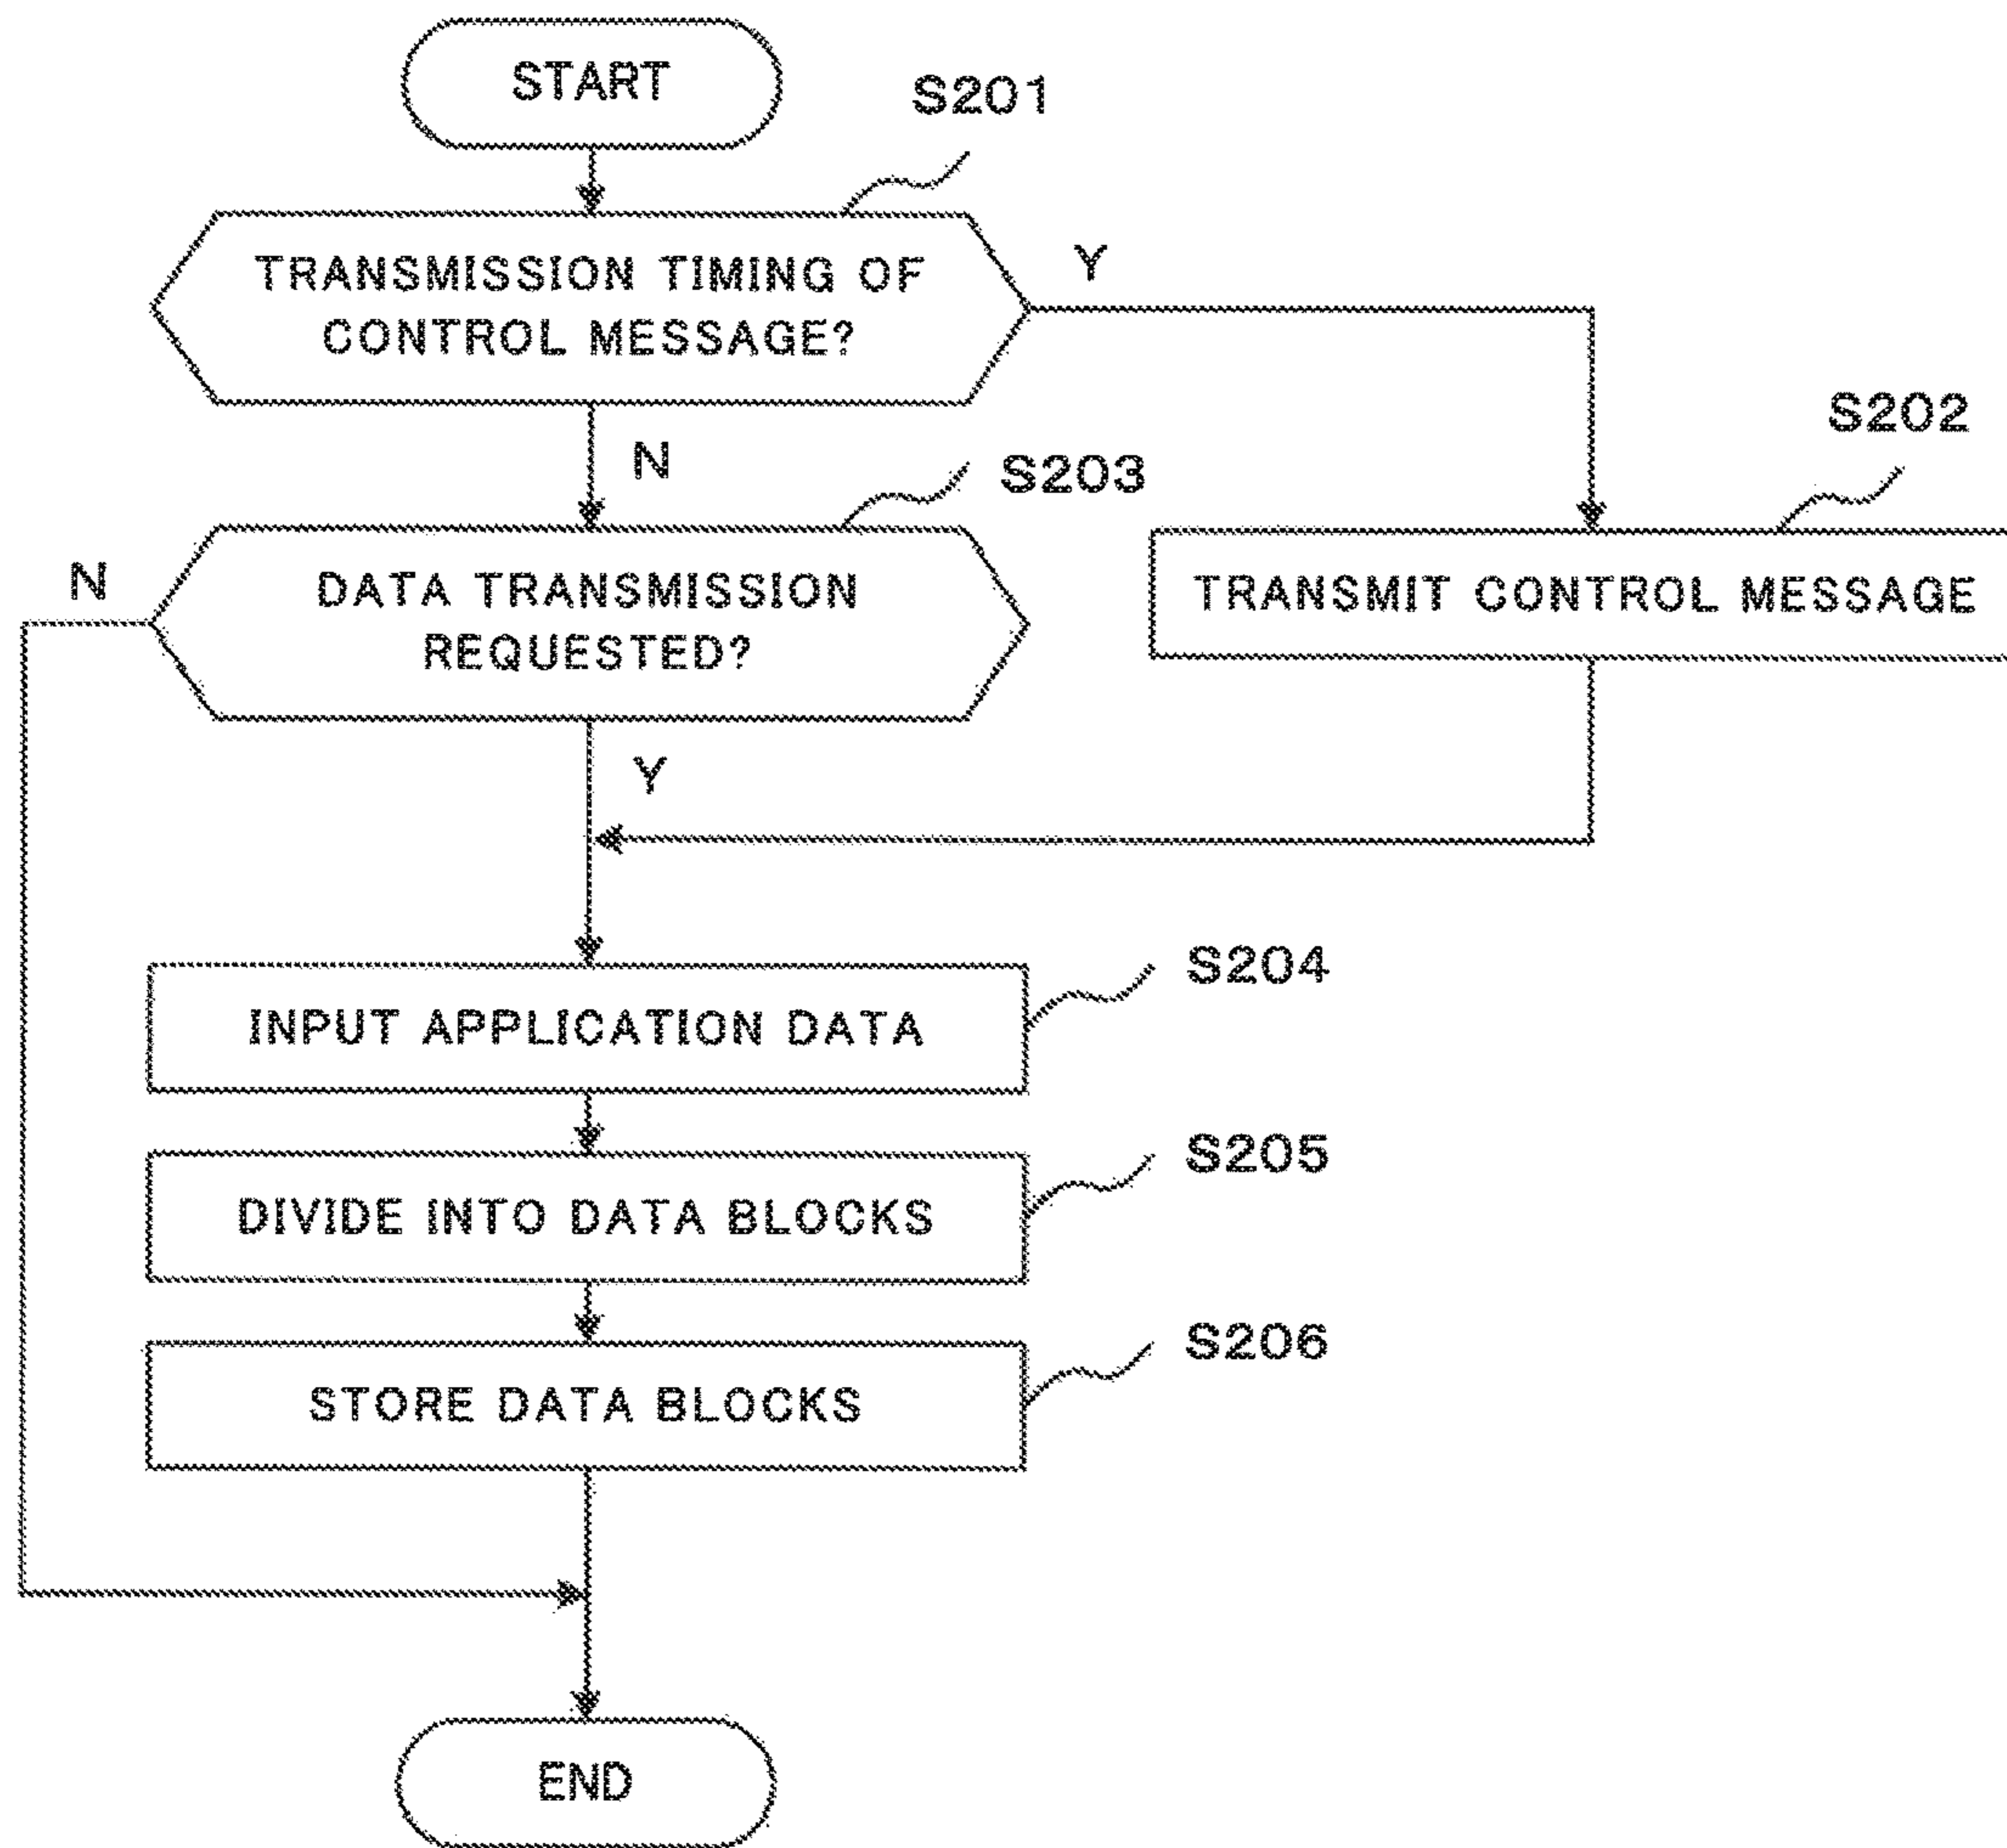 START
S201
TRANSMISSION TIMING OF
CONTROL MESSAGE?
Y
N
S202
S203
N
DATA TRANSMISSION
REQUESTED?
TRANSMIT CONTROL MESSAGE
Y
S204
INPUT APPLICATION DATA
S205
DIVIDE INTO DATA BLOCKS
S206
STORE DATA BLOCKS
END